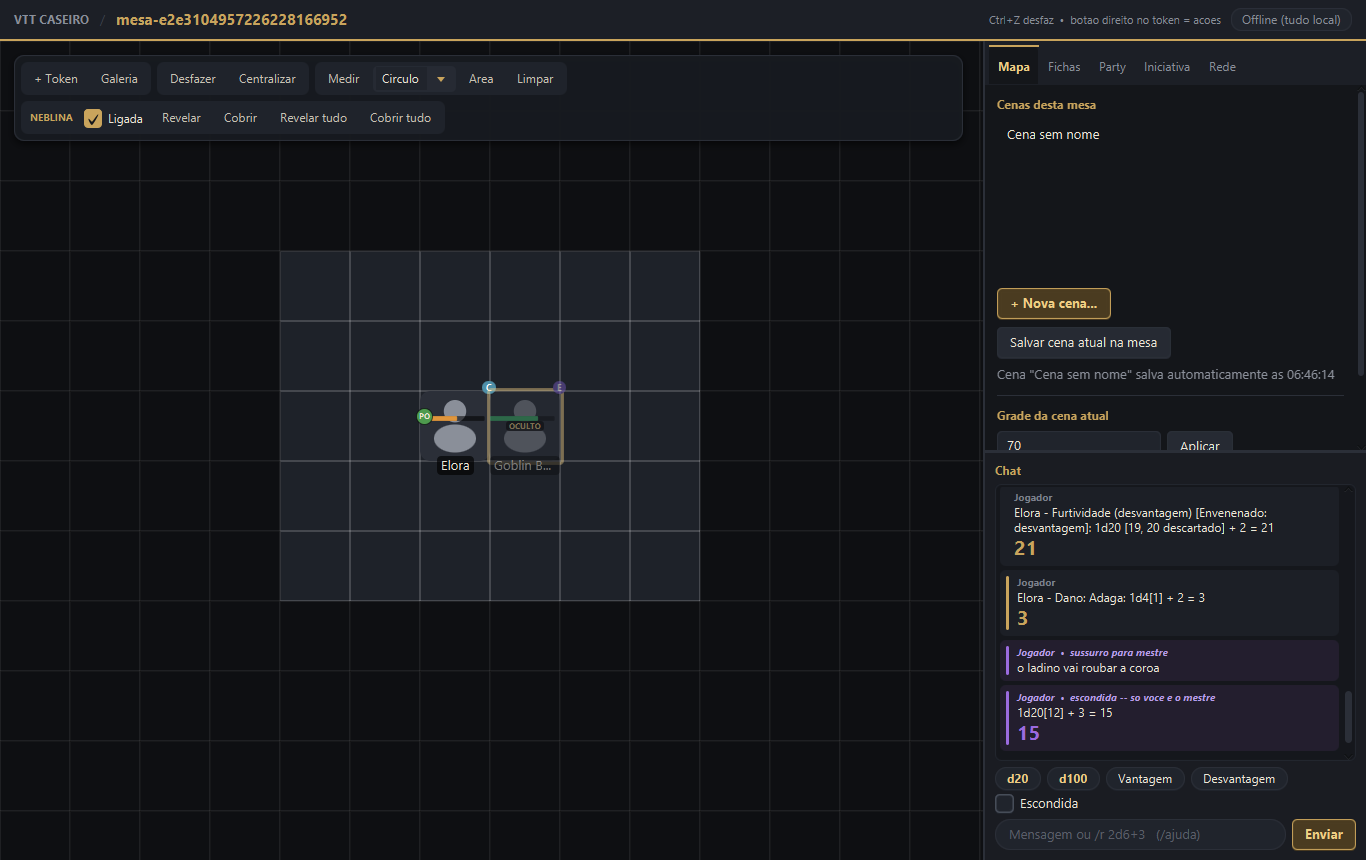 VTT CASEIRO / mesa-e2e3104957226228166952
Ctrl+Z desfaz • botao direito no token = acoes
Offline (tudo local)
+ Token Galeria Desfazer Centralizar Medir Circulo Area Limpar
NEBLINA Ligada Revelar Cobrir Revelar tudo Cobrir tudo
C E
PO
OCULTO
Elora Goblin B...
Mapa Fichas Party Iniciativa Rede
Cenas desta mesa
Cena sem nome
+ Nova cena...
Salvar cena atual na mesa
Cena "Cena sem nome" salva automaticamente as 06:46:14
Grade da cena atual
70 Aplicar
Chat
Jogador
Elora - Furtividade (desvantagem) [Envenenado:
desvantagem]: 1d20 [19, 20 descartado] + 2 = 21
21
Jogador
Elora - Dano: Adaga: 1d4[1] + 2 = 3
3
Jogador • sussurro para mestre
o ladino vai roubar a coroa
Jogador • escondida -- so voce e o mestre
1d20[12] + 3 = 15
15
d20 d100 Vantagem Desvantagem
Escondida
Mensagem ou /r 2d6+3 (/ajuda) Enviar